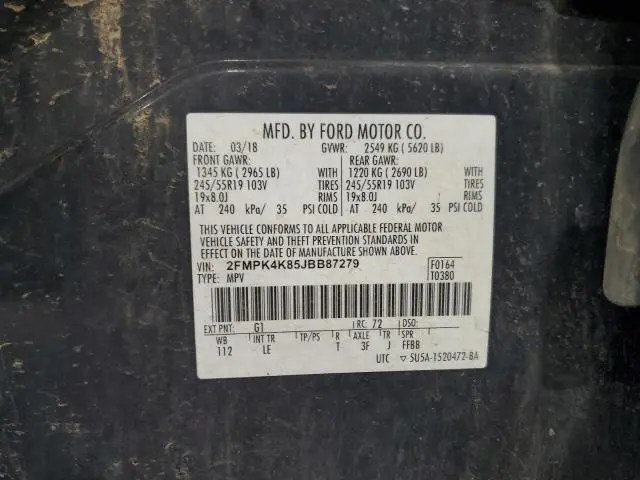 MFD. BY FORD MOTOR CO.
DATE: 03/18 GVWR: 2549 KG ( 5620 LB)
FRONT GAWR: REAR GAWR:
1345 KG ( 2965 LB) WITH 1220 KG ( 2690 LB) WITH
245/55R19 103V TIRES 245/55R19 103V TIRES
19x8.0J RIMS 19x8.0J RIMS
AT 240 kPa/ 35 PSI COLD AT 240 kPa/ 35 PSI COLD
THIS VEHICLE CONFORMS TO ALL APPLICABLE FEDERAL MOTOR
VEHICLE SAFETY AND THEFT PREVENTION STANDARDS IN
EFFECT ON THE DATE OF MANUFACTURE SHOWN ABOVE.
VIN: 2FMPK4K85JBB87279 F0164
TYPE: MPV T0380
EXT PNT: G1 RC: 72 DSO:
WB INT TR TP/PS R AXLE TR SPR
112 LE T 3F J FFBB
UTC ▽ 5U5A-1520472-BA